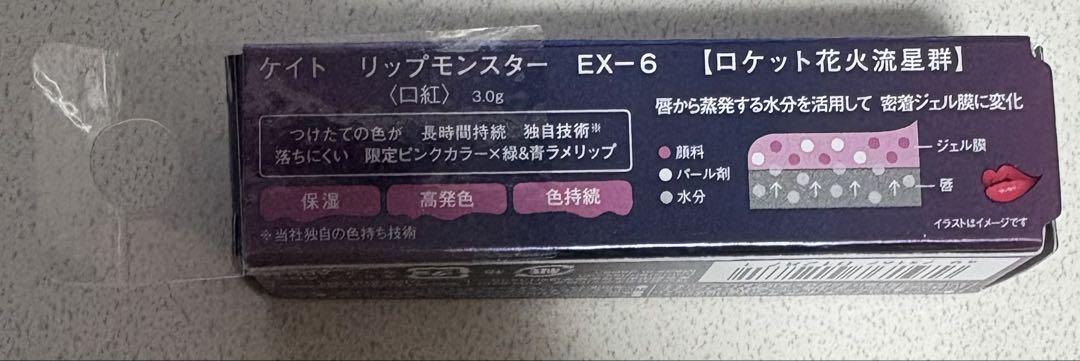 ケイト リップモンスター EX−6 【ロケット花火流星群】
〈口紅〉 3.0g
つけたての色が 長時間持続 独自技術※
落ちにくい 限定ピンクカラー×緑&青ラメリップ
保湿 高発色 色持続
※当社独自の色持ち技術
唇から蒸発する水分を活用して 密着ジェル膜に変化
顔料
パール剤
水分
ジェル膜
唇
イラストはイメージです